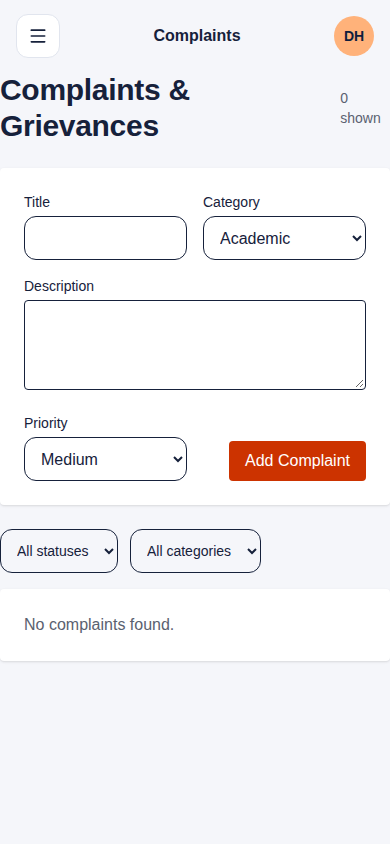 Complaints
DH
Complaints &
Grievances
0
shown
Title
Category
Academic
Description
Priority
Medium
Add Complaint
All statuses
All categories
No complaints found.